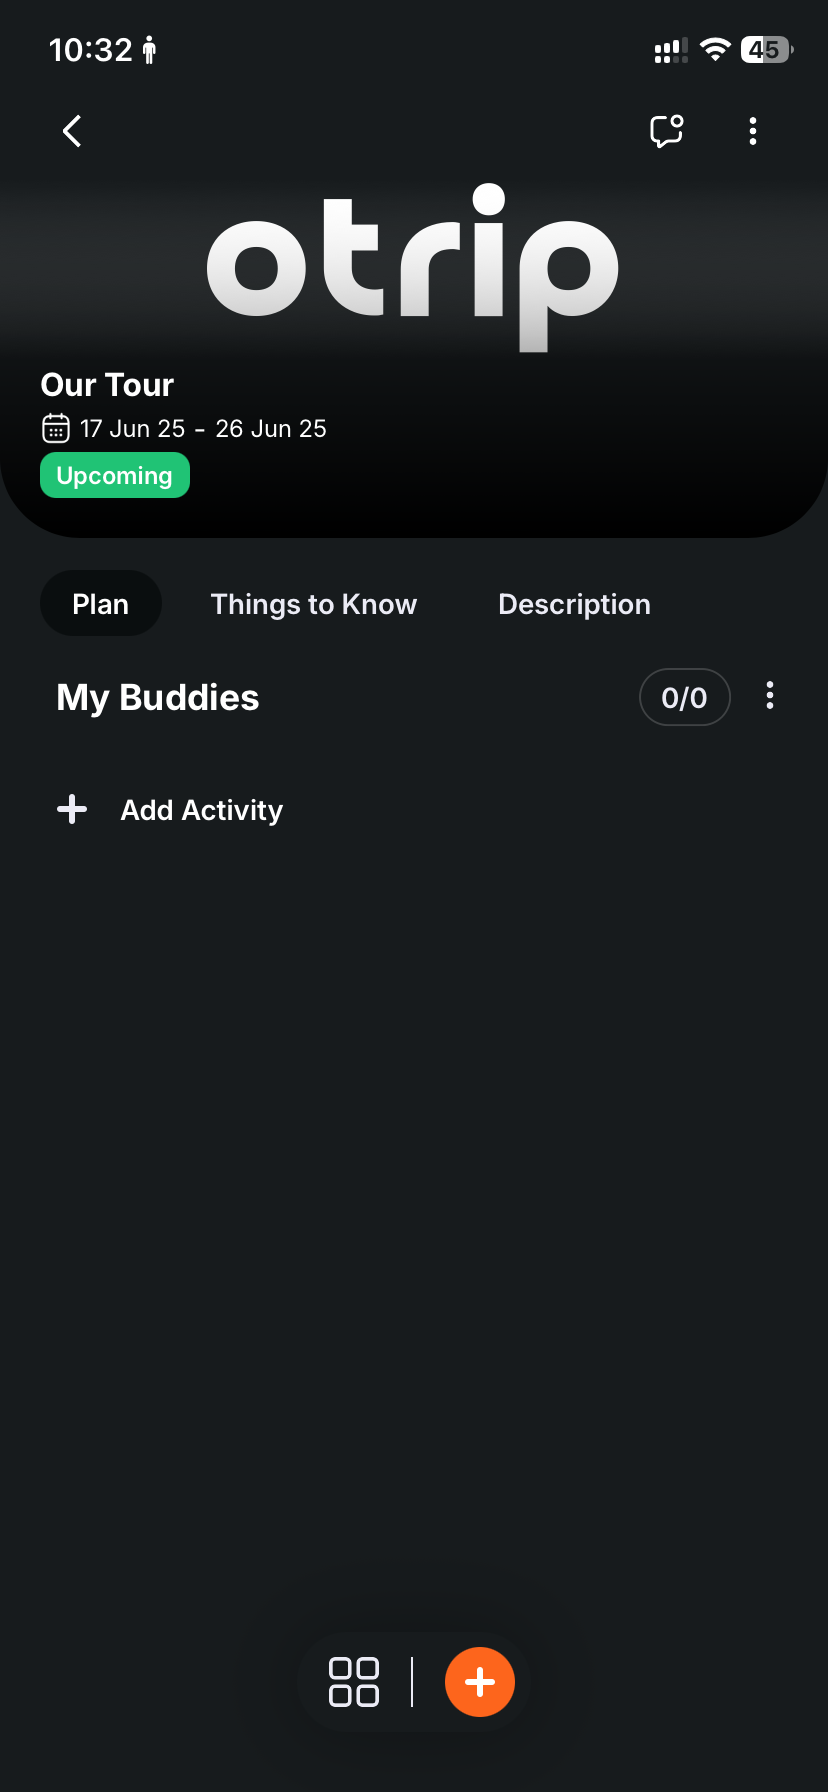 10:32
45
otrip
Our Tour
17 Jun 25 - 26 Jun 25
Upcoming
Plan Things to Know Description
My Buddies 0/0
Add Activity